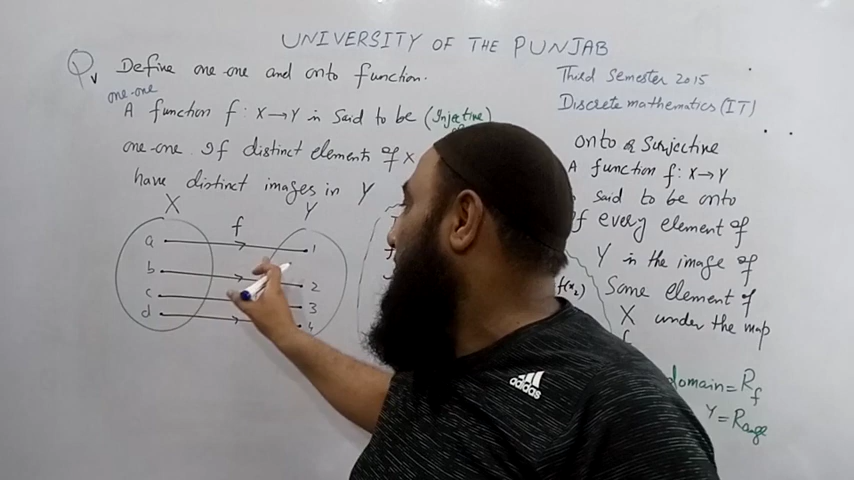 UNIVERSITY OF THE PUNJAB
Q Define one-one and onto function.
Third Semester 2015
Discrete mathematics (IT)
one-one
A function f: X→Y is said to be (Injective)
one-one If distinct elements of X
have distinct images in Y
X f Y
a 1
b 2
c 3
d 4
f(x₂)
onto or Surjective
A function f: X→Y
said to be onto
if every element of
Y is the image of
Some element of
X under the map
f
domain = Rf
Y = Range
adidas